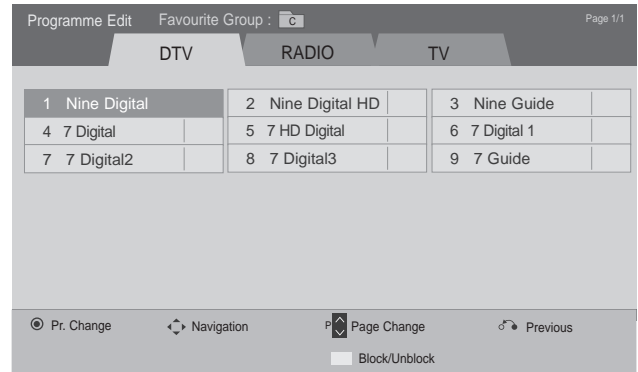 Programme Edit Favourite Group : C Page 1/1
DTV RADIO TV
1 Nine Digital 2 Nine Digital HD 3 Nine Guide
4 7 Digital 5 7 HD Digital 6 7 Digital 1
7 7 Digital2 8 7 Digital3 9 7 Guide
Pr. Change Navigation P Page Change Previous
Block/Unblock